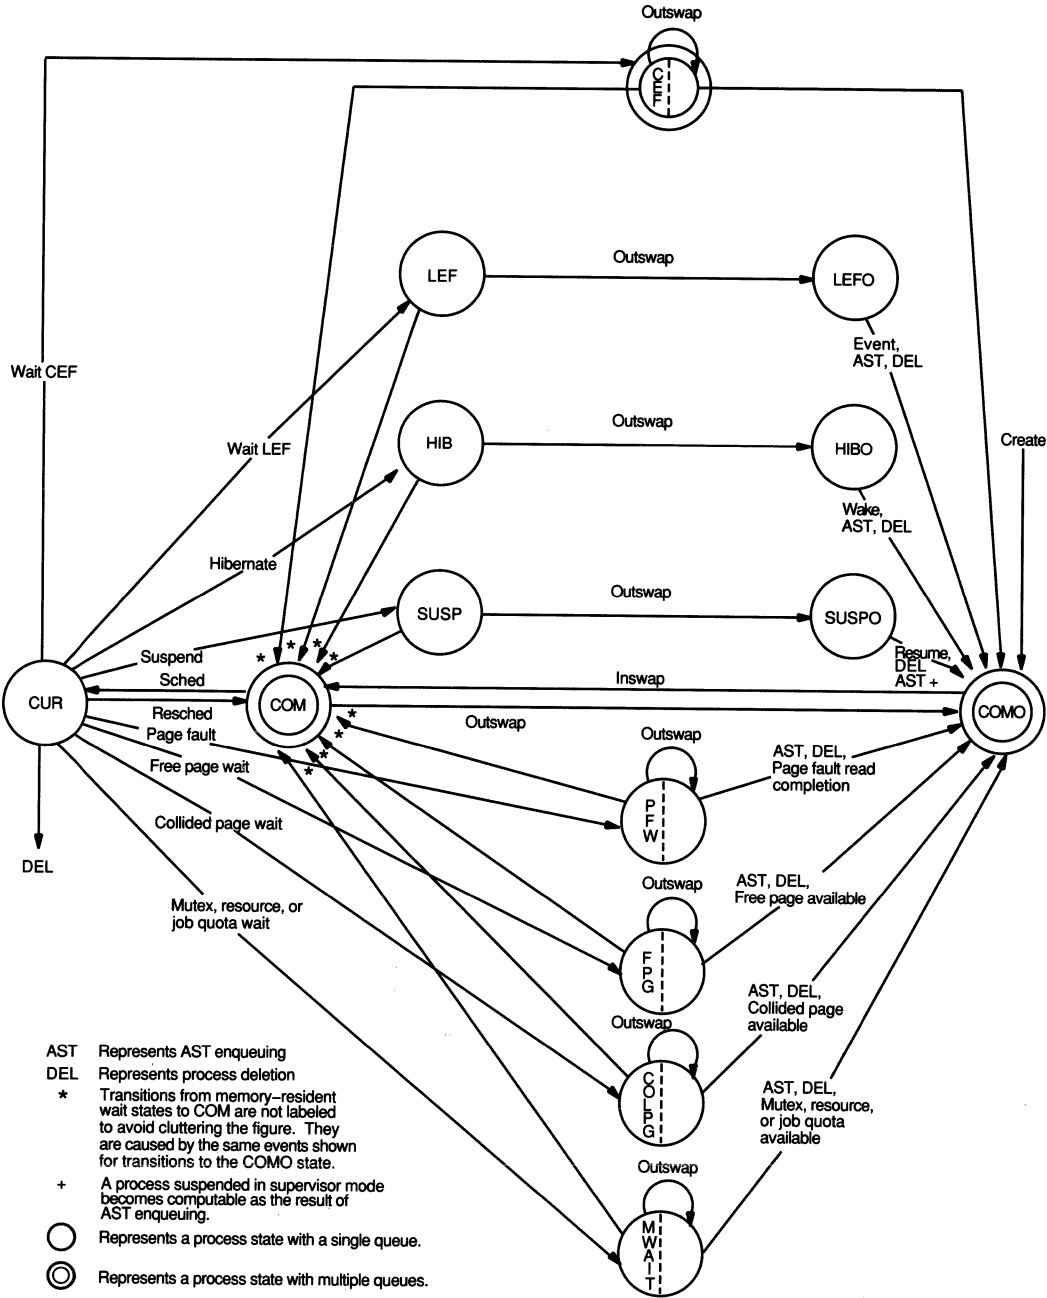 Outswap
CEF
LEF
Outswap
LEFO
Event,
AST, DEL
Wait CEF
Wait LEF
HIB
Outswap
HIBO
Create
Wake,
AST, DEL
Hibernate
SUSP
Outswap
SUSPO
Suspend
* * * *
Resume,
DEL
AST +
Sched
Inswap
CUR
COM
COMO
Resched
Outswap
Page fault
* * * *
Outswap
Free page wait
AST, DEL,
Page fault read
completion
PFW
Collided page wait
DEL
Outswap
AST, DEL,
Free page available
Mutex, resource, or
job quota wait
FPG
AST, DEL,
Collided page
available
Outswap
COLPG
AST, DEL,
Mutex, resource,
or job quota
available
Outswap
MWAIT
AST Represents AST enqueuing
DEL Represents process deletion
* Transitions from memory–resident
wait states to COM are not labeled
to avoid cluttering the figure. They
are caused by the same events shown
for transitions to the COMO state.
+ A process suspended in supervisor mode
becomes computable as the result of
AST enqueuing.
Represents a process state with a single queue.
Represents a process state with multiple queues.